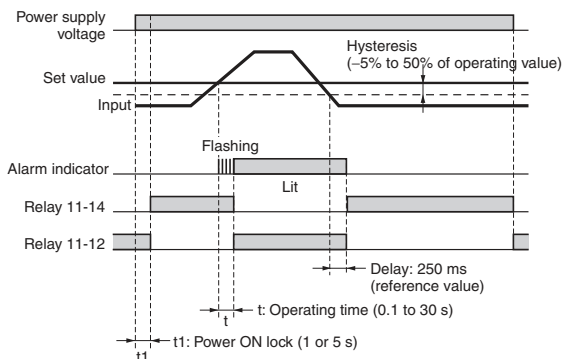 Power supply
voltage
Hysteresis
(–5% to 50% of operating value)
Set value
Input
Flashing
Alarm indicator
Lit
Relay 11-14
Relay 11-12
Delay: 250 ms
(reference value)
t: Operating time (0.1 to 30 s)
t
t1: Power ON lock (1 or 5 s)
t1